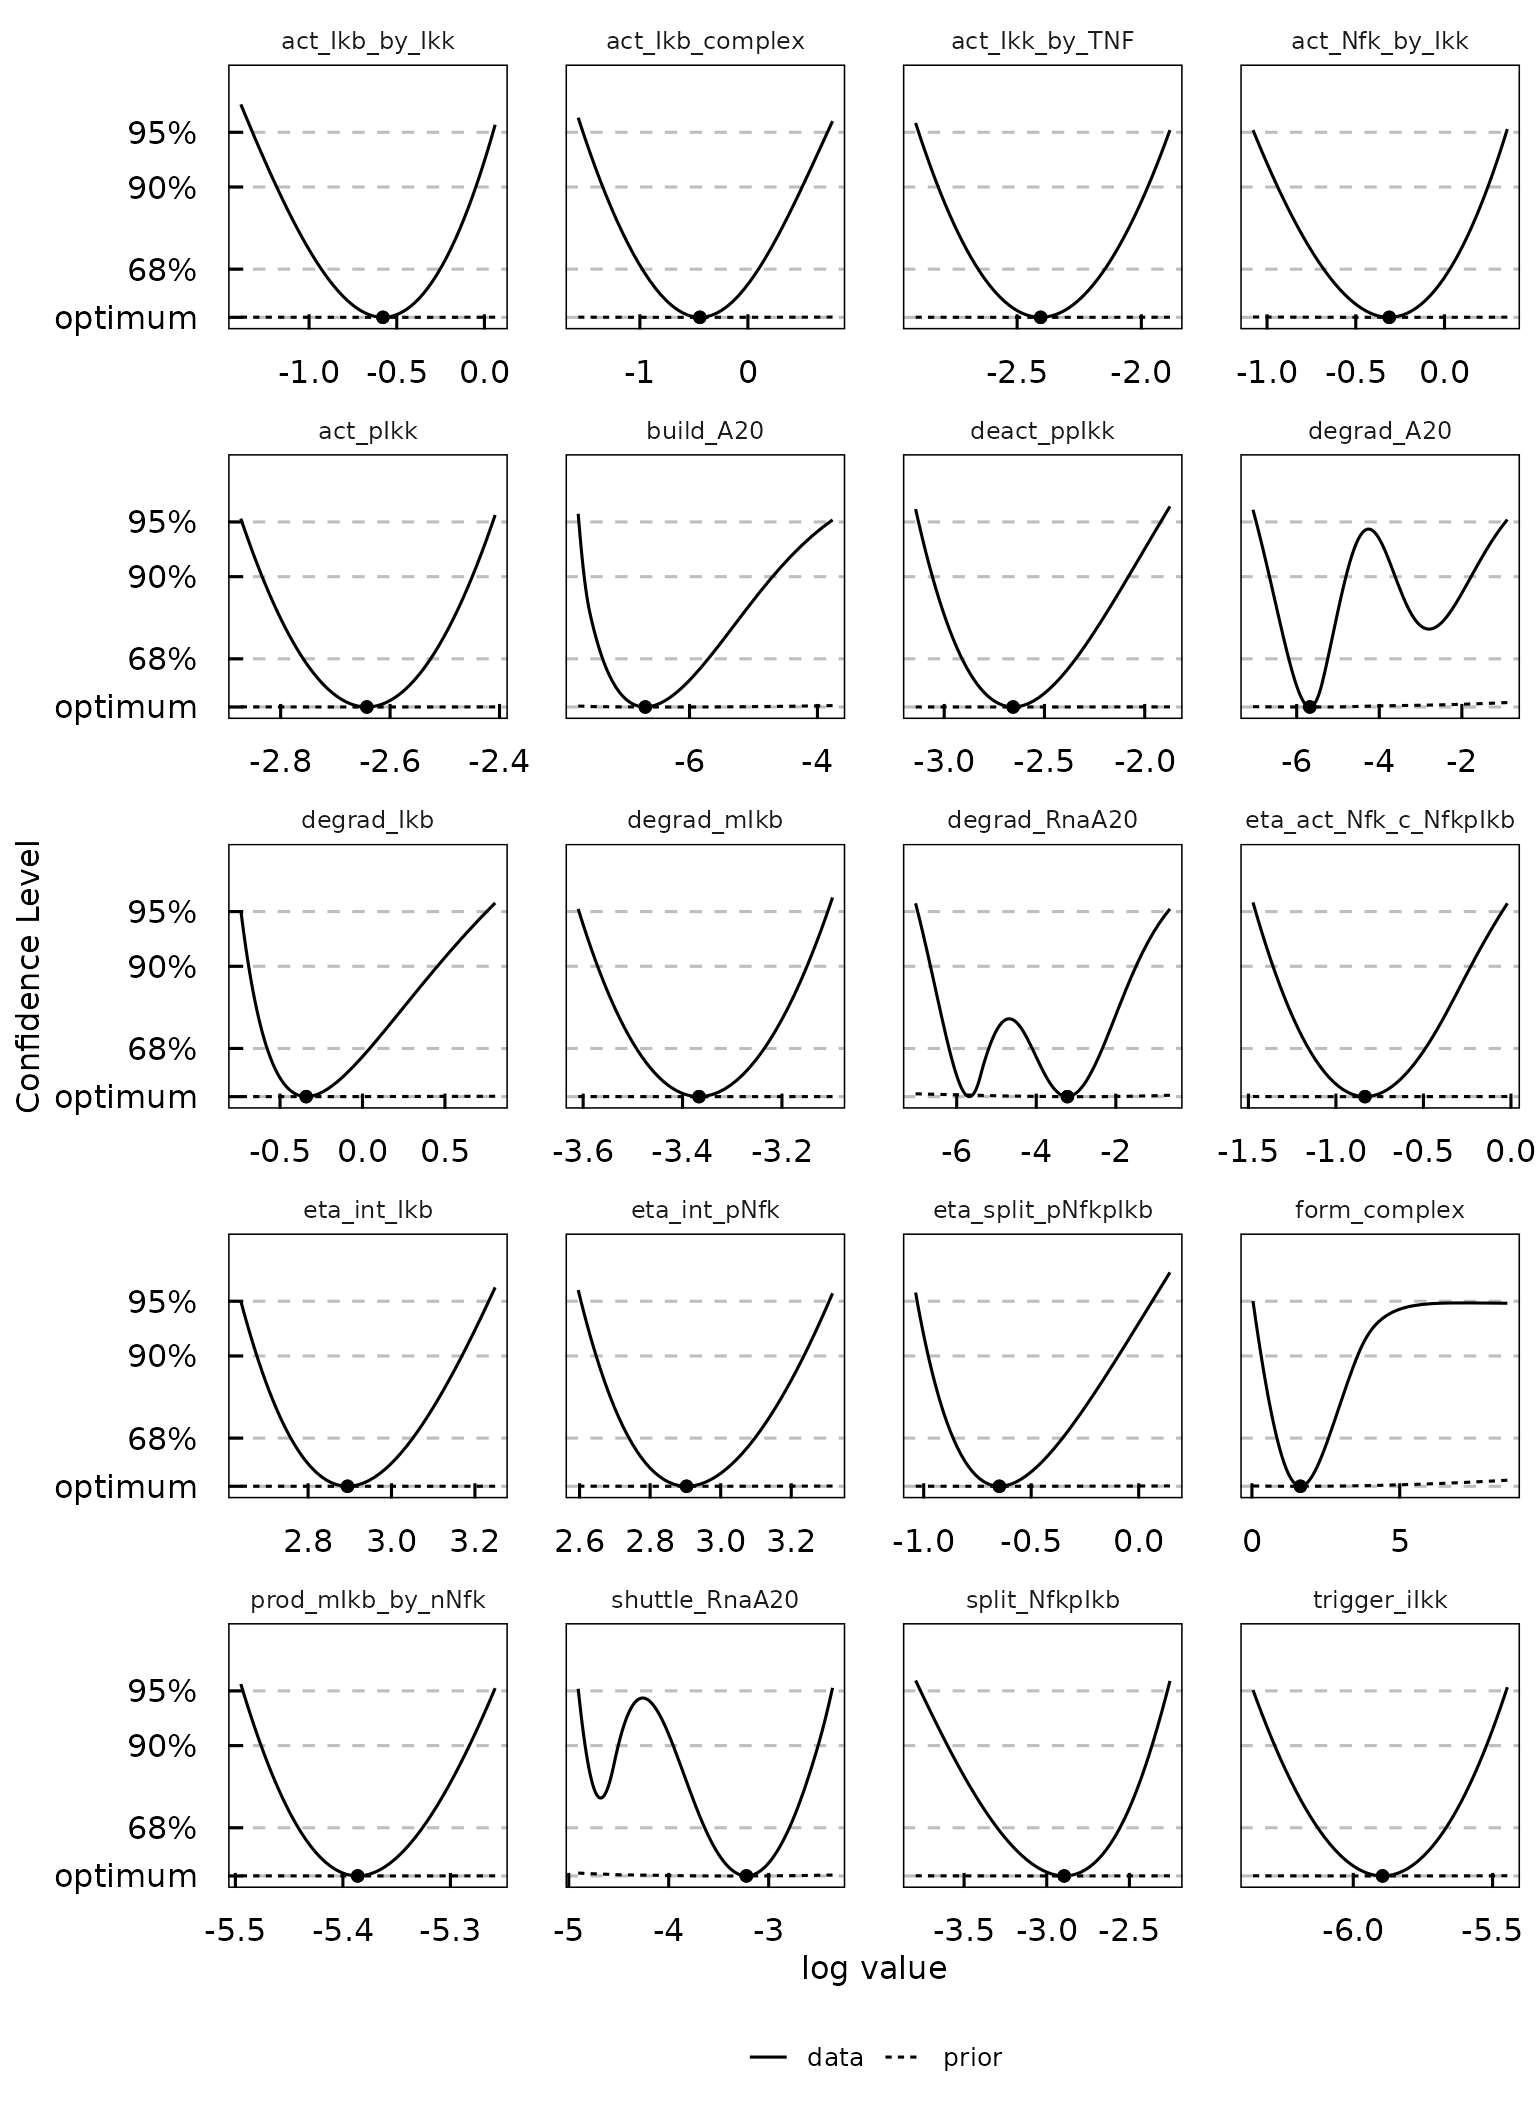 act_Ikb_by_Ikk act_Ikb_complex act_Ikk_by_TNF act_Nfk_by_Ikk
95%
90%
68%
optimum
-1.0 -0.5 0.0 -1 0 -2.5 -2.0 -1.0 -0.5 0.0
act_pIkk build_A20 deact_ppIkk degrad_A20
95%
90%
68%
optimum
-2.8 -2.6 -2.4 -6 -4 -3.0 -2.5 -2.0 -6 -4 -2
degrad_Ikb degrad_mIkb degrad_RnaA20 eta_act_Nfk_c_NfkpIkb
Confidence Level
95%
90%
68%
optimum
-0.5 0.0 0.5 -3.6 -3.4 -3.2 -6 -4 -2 -1.5 -1.0 -0.5 0.0
eta_int_Ikb eta_int_pNfk eta_split_pNfkpIkb form_complex
95%
90%
68%
optimum
2.8 3.0 3.2 2.6 2.8 3.0 3.2 -1.0 -0.5 0.0 0 5
prod_mIkb_by_nNfk shuttle_RnaA20 split_NfkpIkb trigger_iIkk
95%
90%
68%
optimum
-5.5 -5.4 -5.3 -5 -4 -3 -3.5 -3.0 -2.5 -6.0 -5.5
log value
data prior